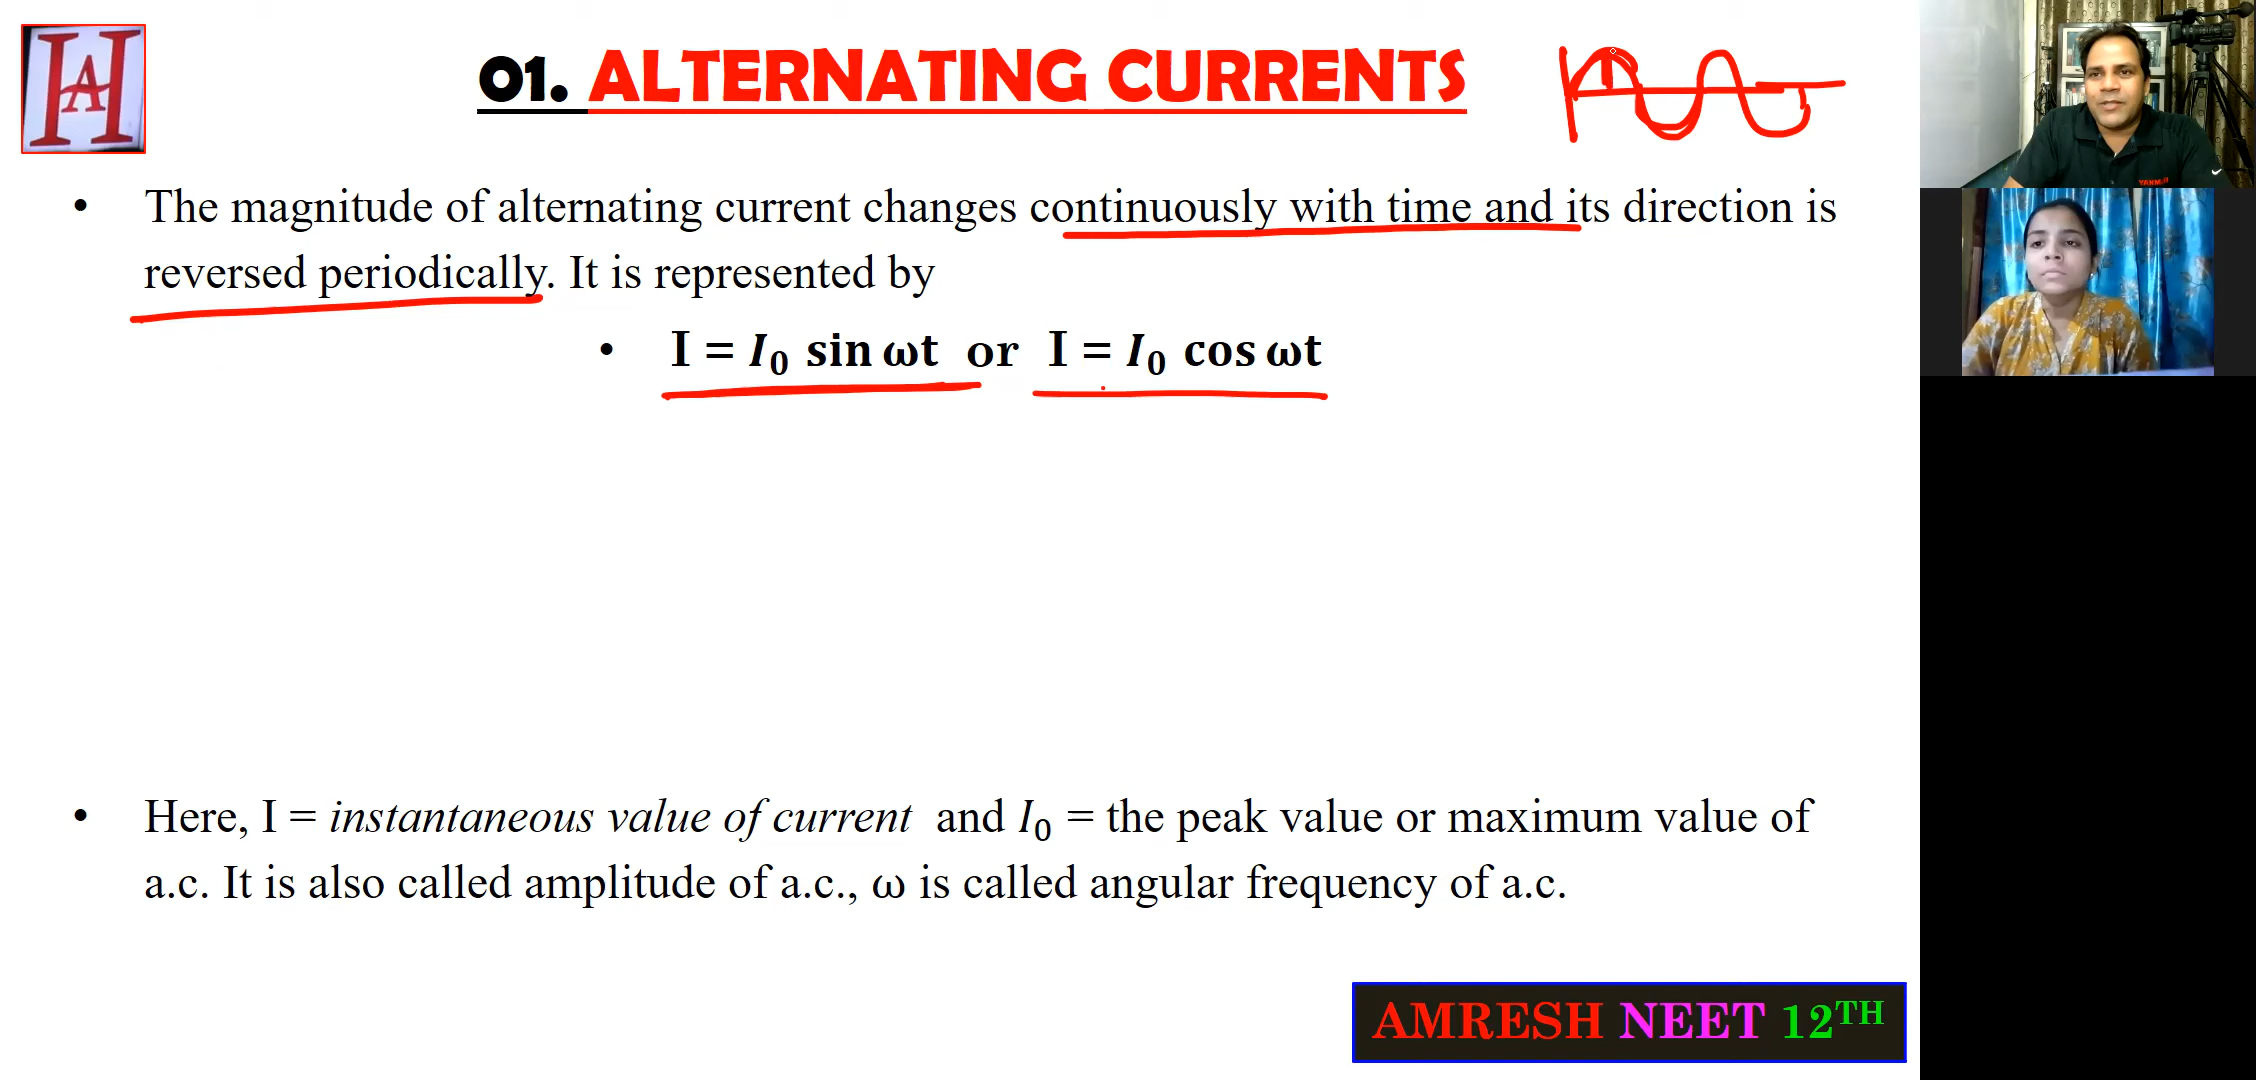 HA
01. ALTERNATING CURRENTS
• The magnitude of alternating current changes continuously with time and its direction is
reversed periodically. It is represented by
• I = I₀ sin ωt or I = I₀ cos ωt
• Here, I = instantaneous value of current and I₀ = the peak value or maximum value of
a.c. It is also called amplitude of a.c., ω is called angular frequency of a.c.
AMRESH NEET 12TH